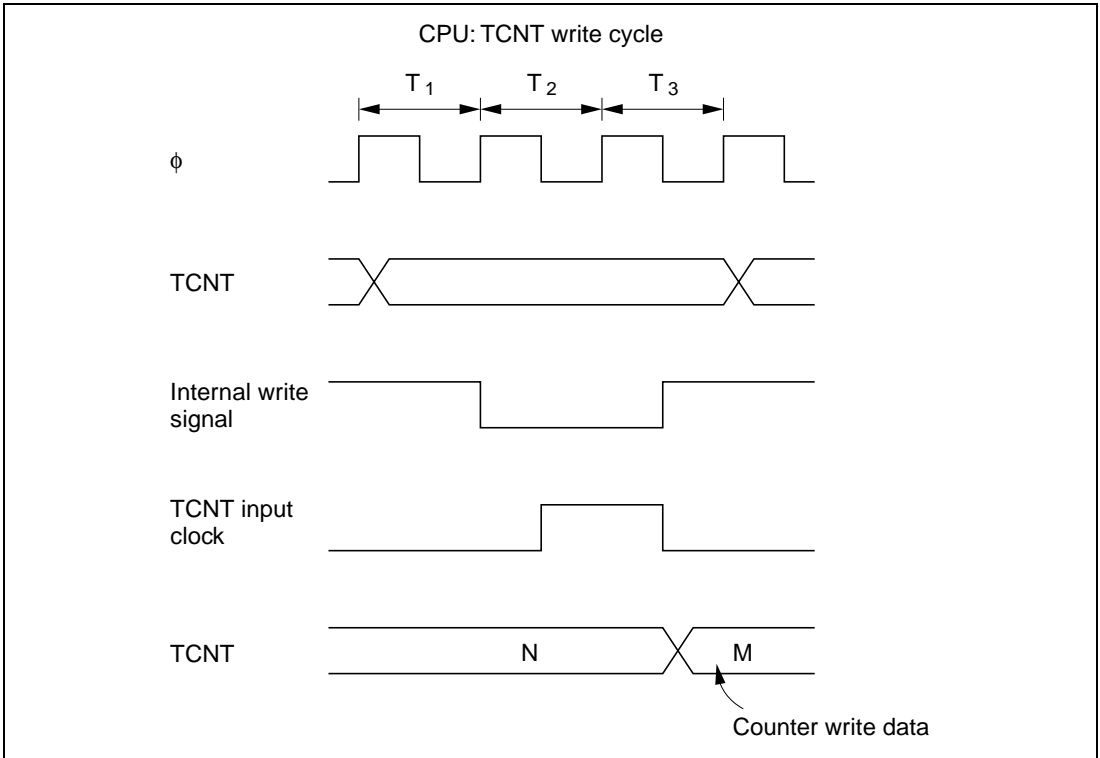 CPU: TCNT write cycle
T1 T2 T3
ϕ
TCNT
Internal write
signal
TCNT input
clock
TCNT
N M
Counter write data